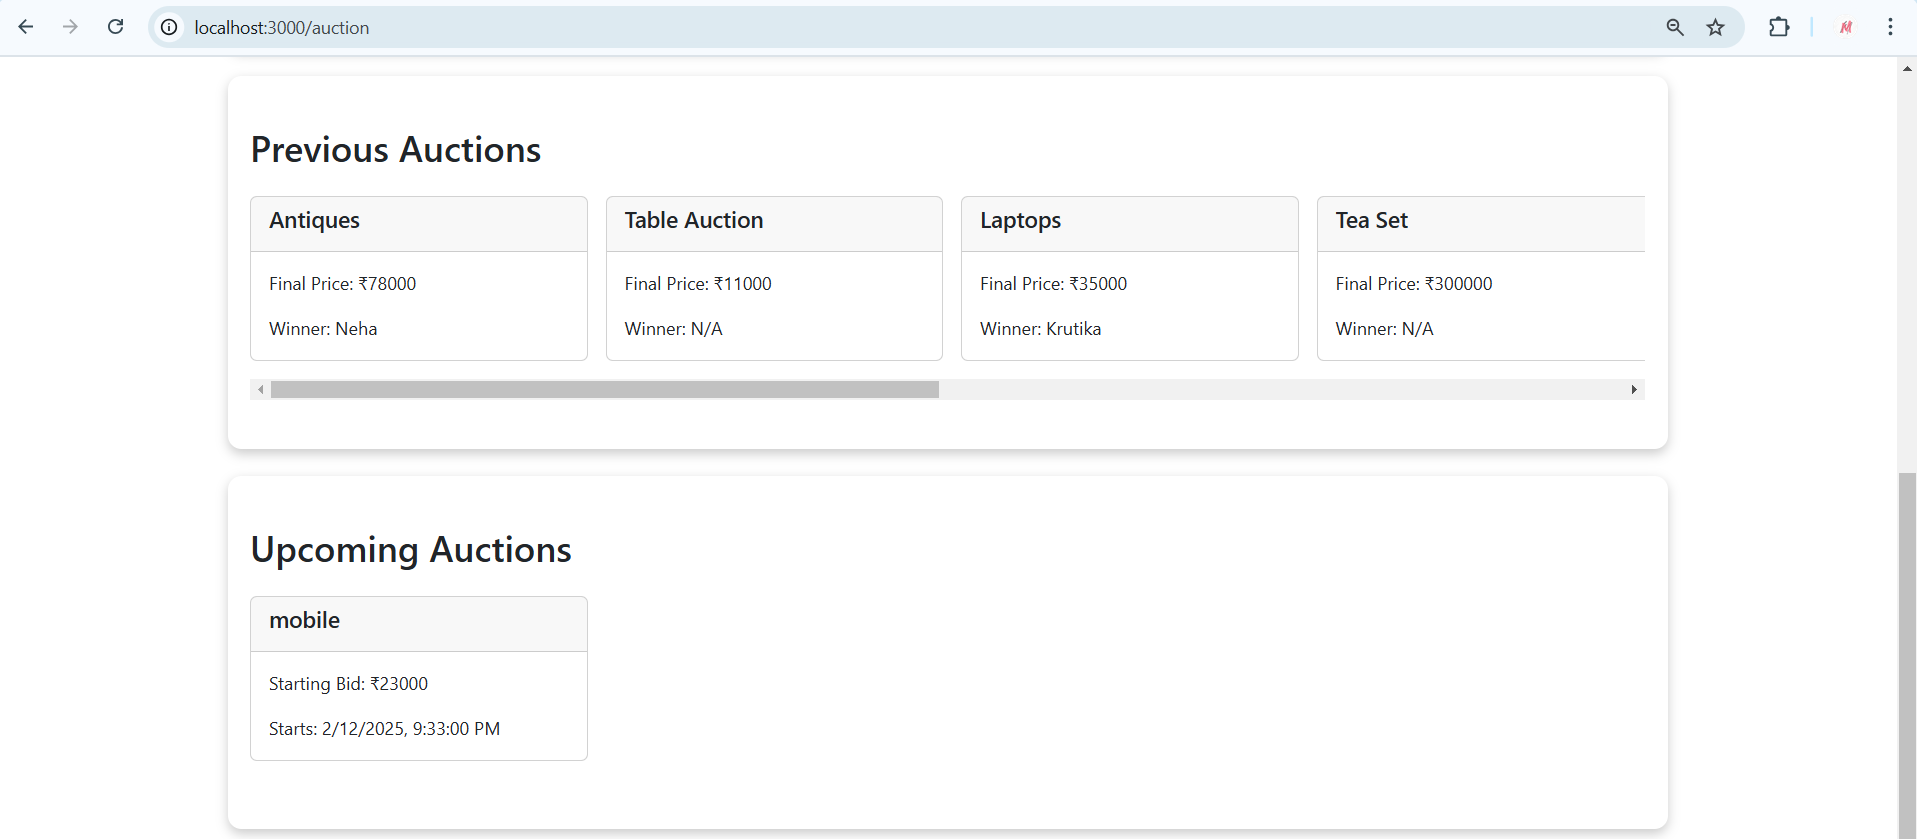 localhost:3000/auction
Previous Auctions
Antiques
Final Price: ₹78000
Winner: Neha
Table Auction
Final Price: ₹11000
Winner: N/A
Laptops
Final Price: ₹35000
Winner: Krutika
Tea Set
Final Price: ₹300000
Winner: N/A
Upcoming Auctions
mobile
Starting Bid: ₹23000
Starts: 2/12/2025, 9:33:00 PM